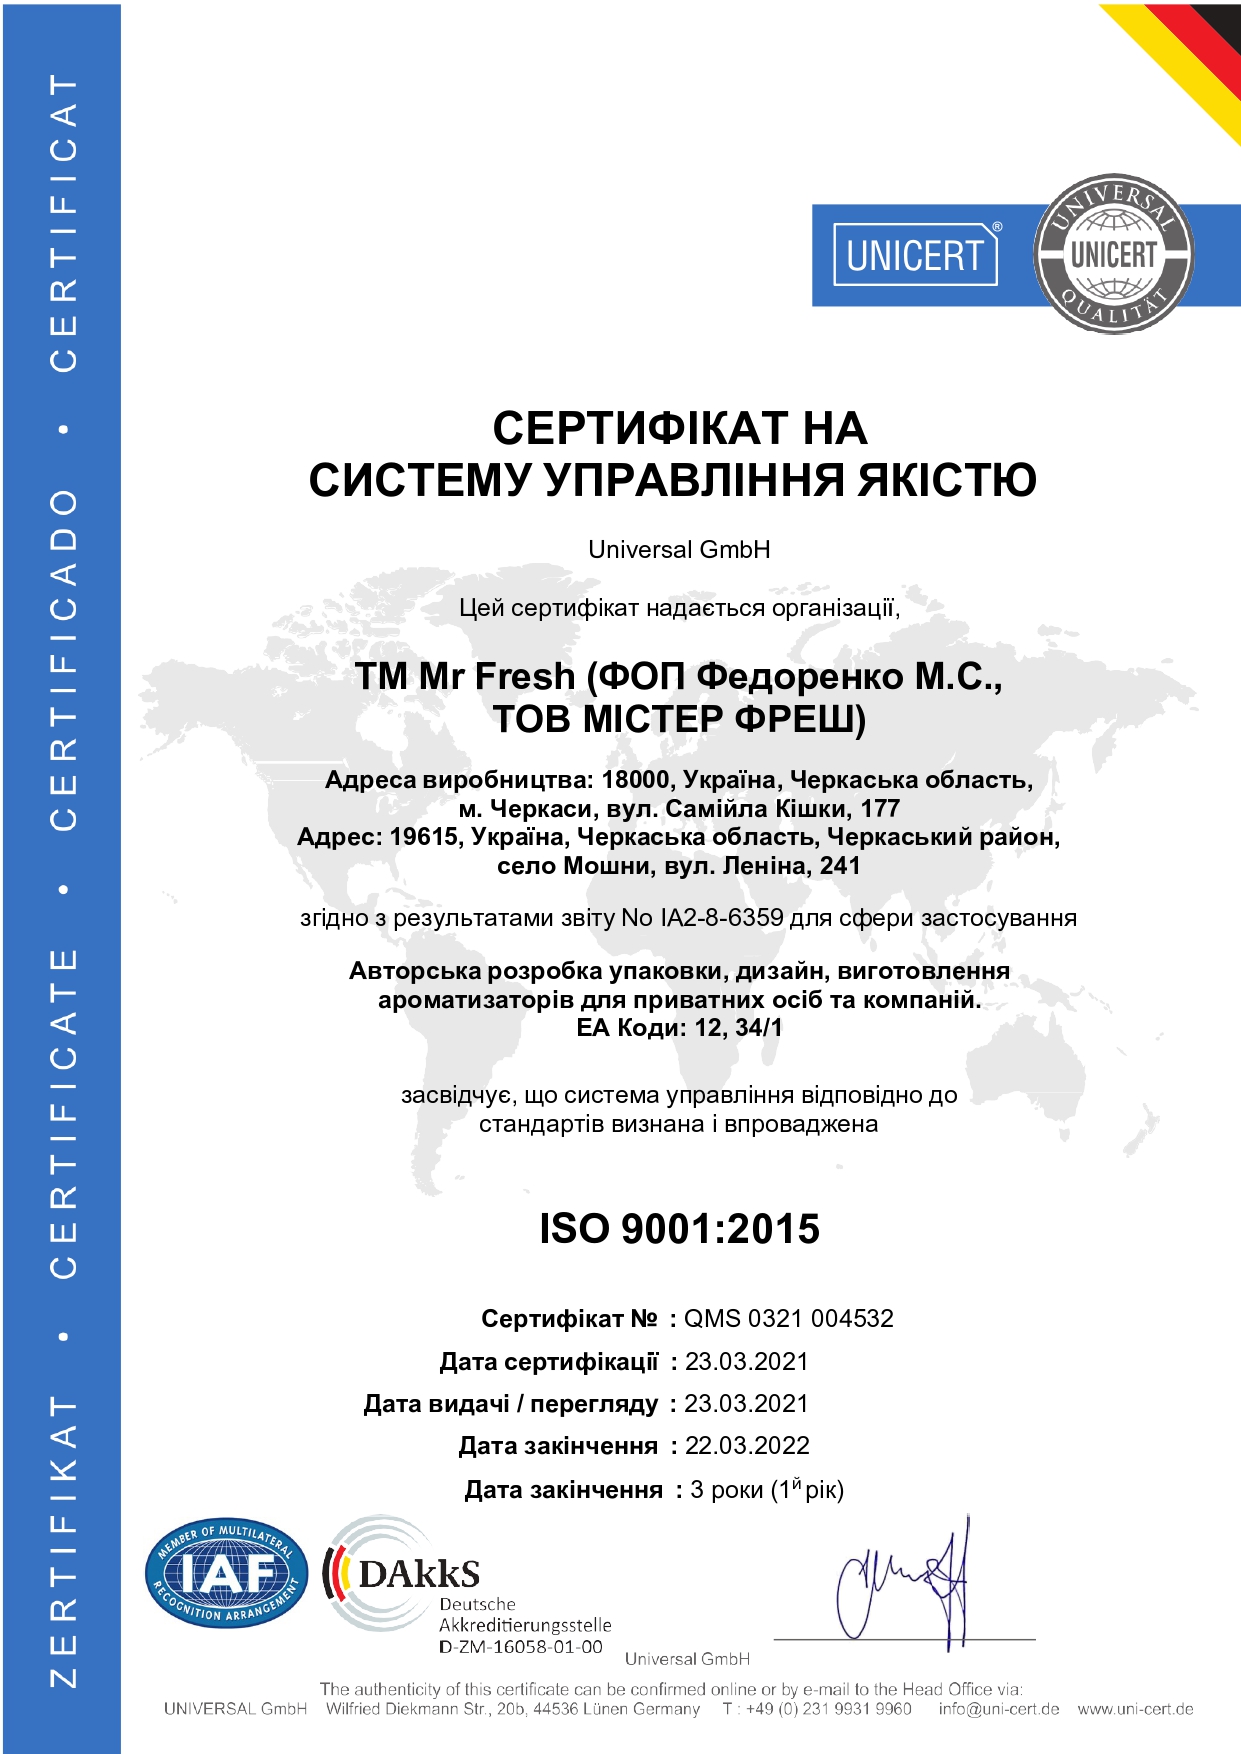 ZERTIFIKAT • CERTIFICATE • CERTIFICADO • CERTIFICAT
UNICERT®
UNIVERSAL
UNICERT
QUALITÄT
СЕРТИФІКАТ НА
СИСТЕМУ УПРАВЛІННЯ ЯКІСТЮ
Universal GmbH
Цей сертифікат надається організації,
ТМ Mr Fresh (ФОП Федоренко М.С.,
ТОВ МІСТЕР ФРЕШ)
Адреса виробництва: 18000, Україна, Черкаська область,
м. Черкаси, вул. Самійла Кішки, 177
Адрес: 19615, Україна, Черкаська область, Черкаський район,
село Мошни, вул. Леніна, 241
згідно з результатами звіту No IA2-8-6359 для сфери застосування
Авторська розробка упаковки, дизайн, виготовлення
ароматизаторів для приватних осіб та компаній.
ЕА Коди: 12, 34/1
засвідчує, що система управління відповідно до
стандартів визнана і впроваджена
ISO 9001:2015
Сертифікат № : QMS 0321 004532
Дата сертифікації : 23.03.2021
Дата видачі / перегляду : 23.03.2021
Дата закінчення : 22.03.2022
Дата закінчення : 3 роки (1й рік)
MEMBER OF MULTILATERAL
IAF
RECOGNITION ARRANGEMENT
DAkkS
Deutsche
Akkreditierungsstelle
D-ZM-16058-01-00
Universal GmbH
The authenticity of this certificate can be confirmed online or by e-mail to the Head Office via:
UNIVERSAL GmbH Wilfried Diekmann Str., 20b, 44536 Lünen Germany T : +49 (0) 231 9931 9960 info@uni-cert.de www.uni-cert.de